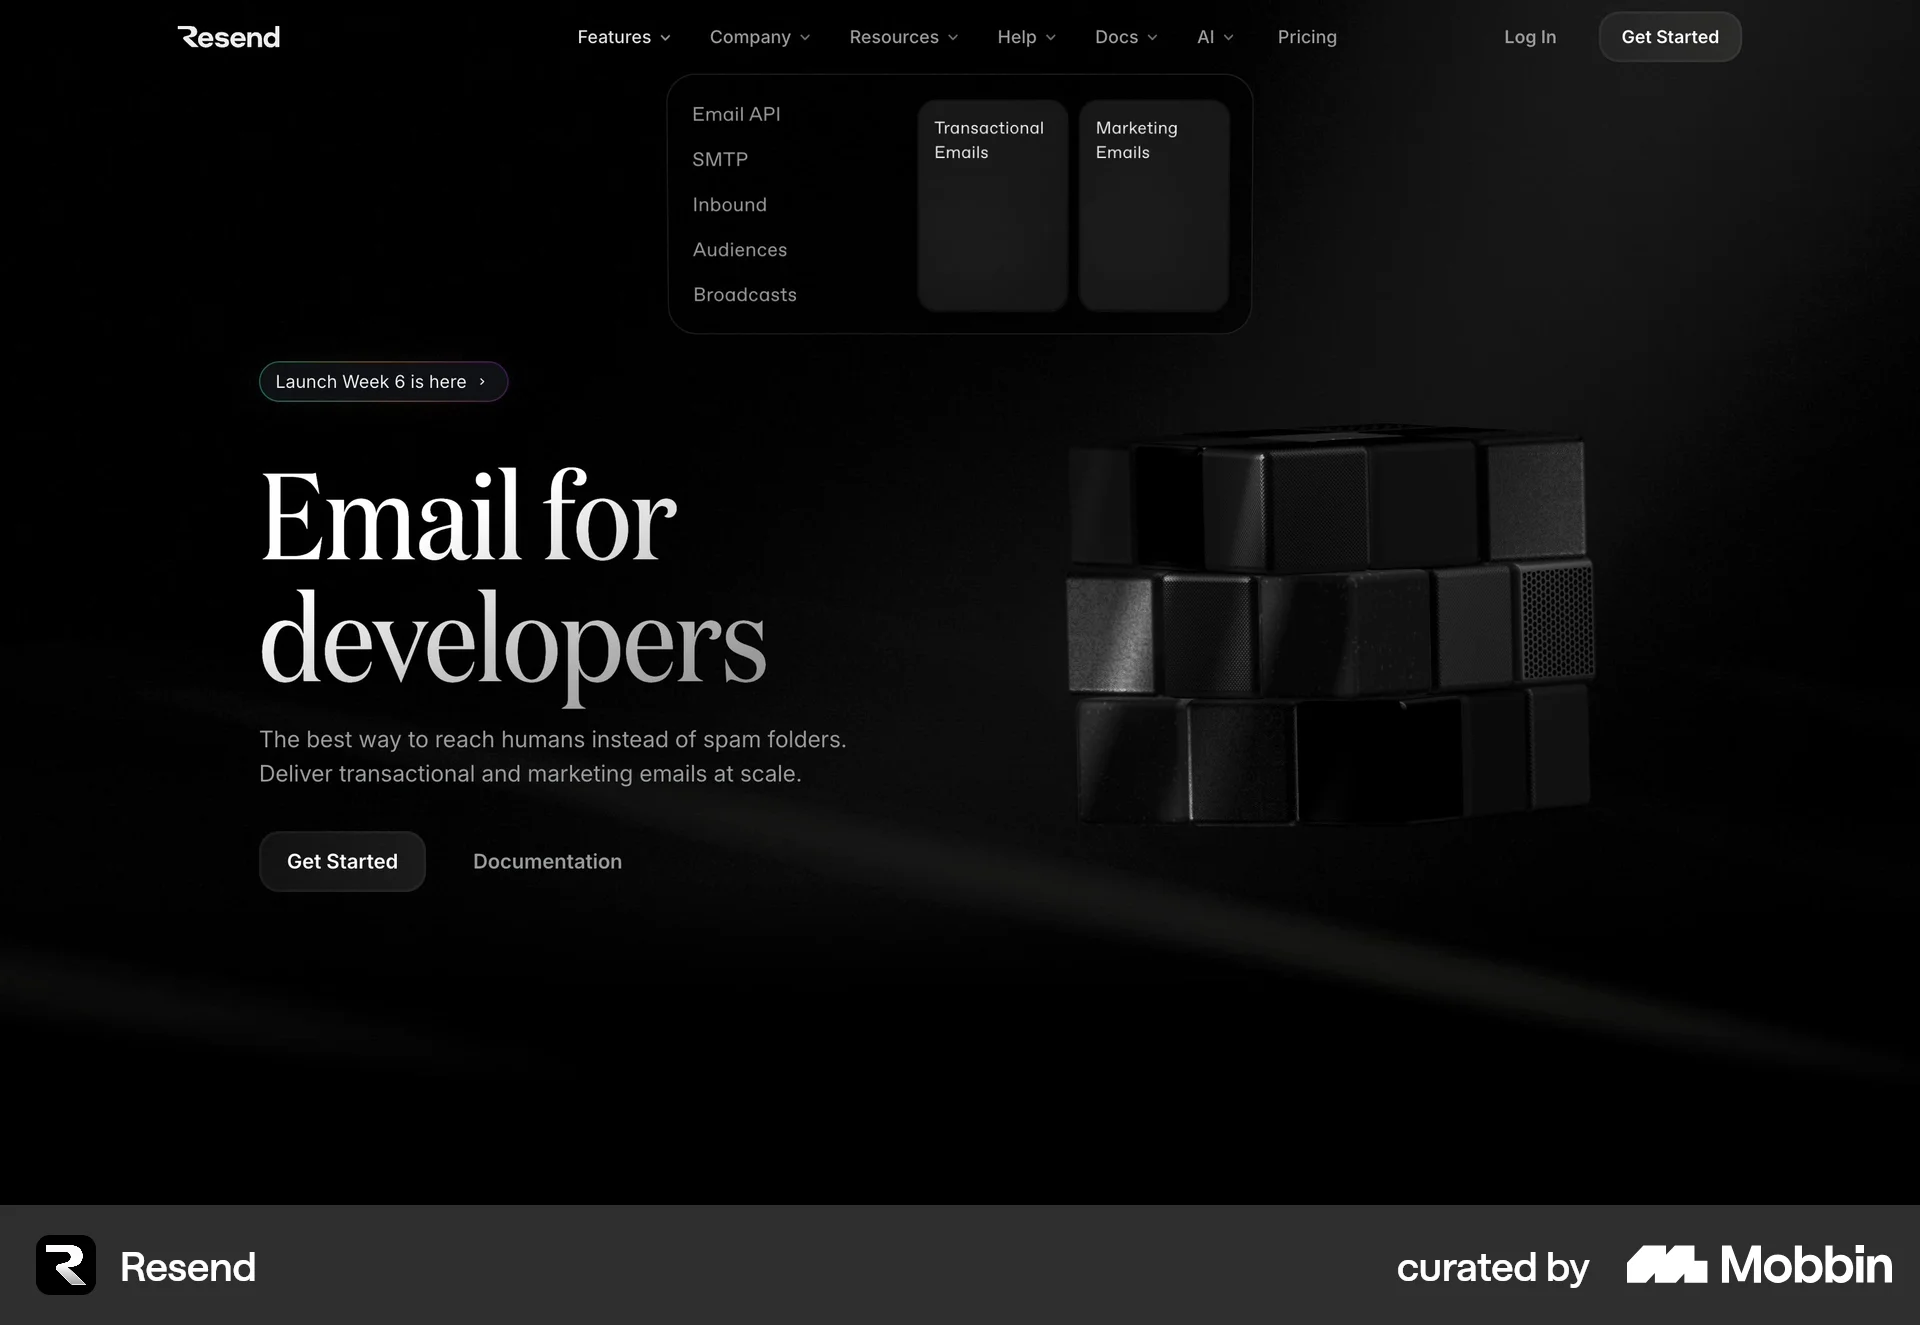 Resend
Features
Company
Resources
Help
Docs
AI
Pricing
Log In
Get Started
Email API
SMTP
Inbound
Audiences
Broadcasts
Transactional
Emails
Marketing
Emails
Launch Week 6 is here
Email for
developers
The best way to reach humans instead of spam folders.
Deliver transactional and marketing emails at scale.
Get Started
Documentation
Resend
curated by
Mobbin